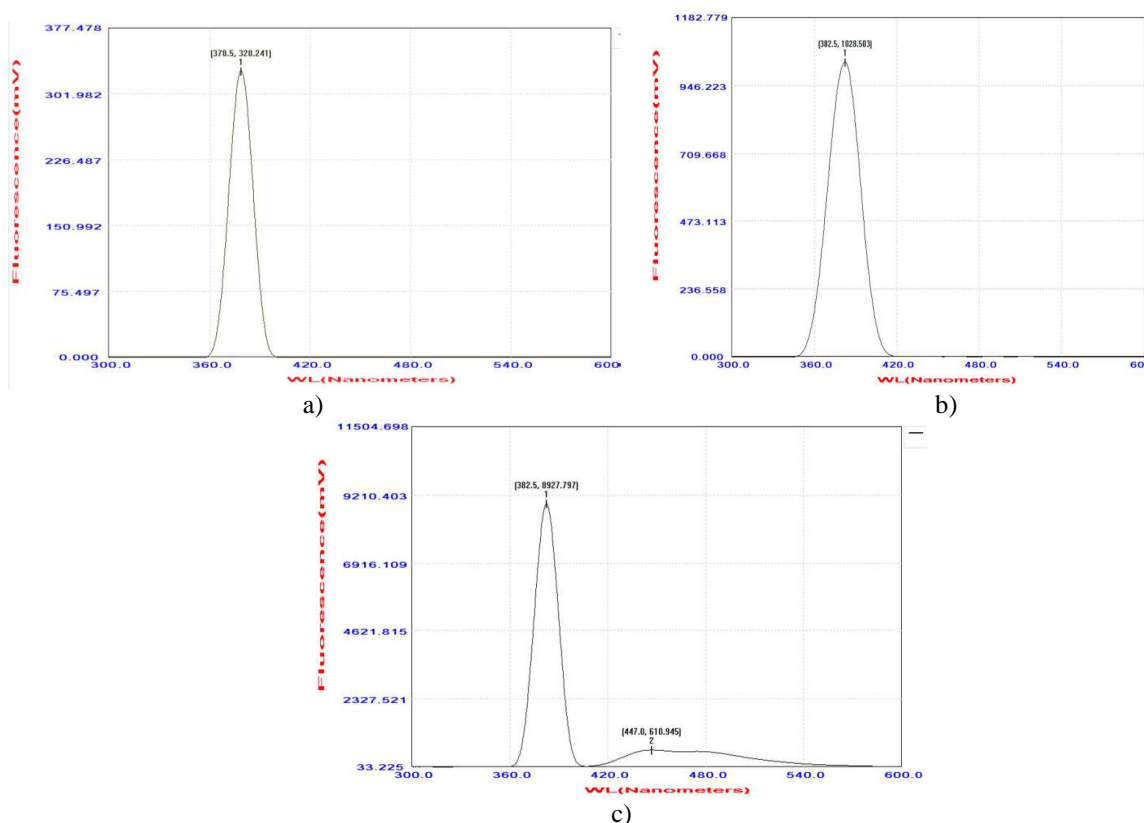 377.478
(378.5, 328.241)
1
301.982
226.487
150.992
75.497
0.000
300.0 360.0 420.0 480.0 540.0 600.
WL(Nanometers)
Fluorescence(mV)
a)
1182.779
(382.5, 1028.583)
1
946.223
709.668
473.113
236.558
0.000
300.0 360.0 420.0 480.0 540.0 600
WL(Nanometers)
Fluorescence(mV)
b)
11504.698
(382.5, 8927.797)
1
9210.403
6916.109
4621.815
2327.521
(447.0, 610.945)
2
33.225
300.0 360.0 420.0 480.0 540.0 600.0
WL(Nanometers)
Fluorescence(mV)
c)